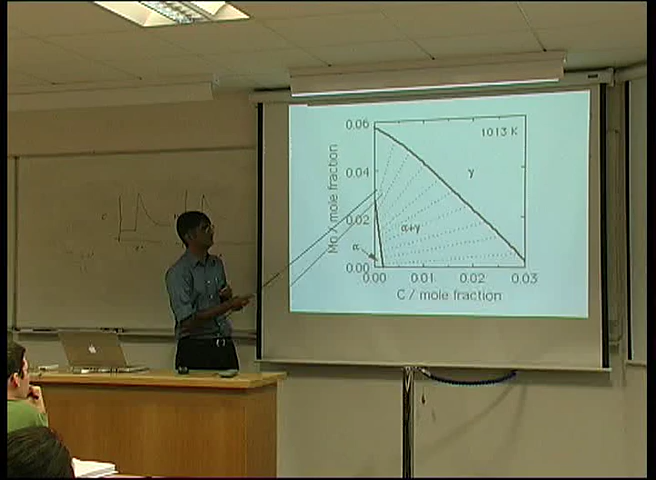 0.06
1013 K
γ
0.04
Mo / mole fraction
0.02
α+γ
α
0.00
0.00 0.01 0.02 0.03
C / mole fraction